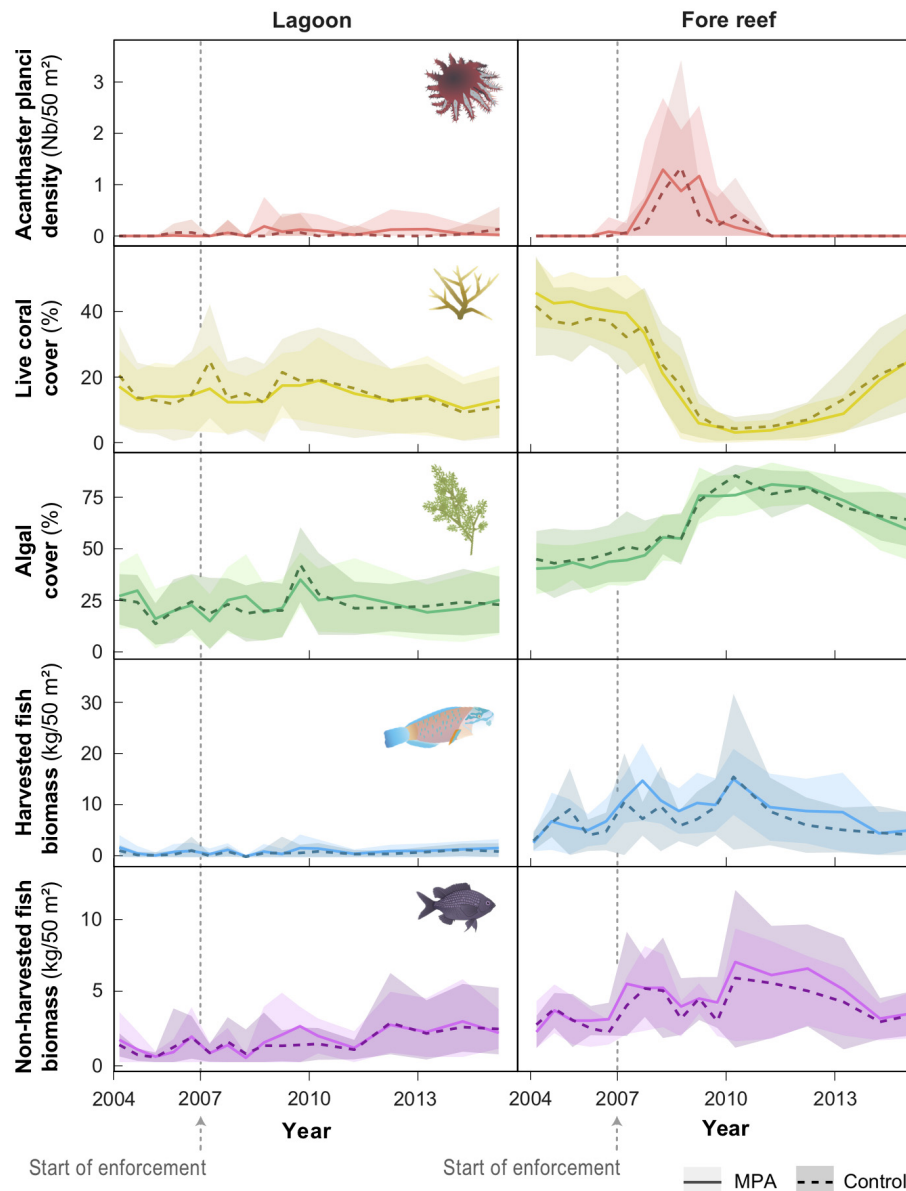 Lagoon
Fore reef
Acanthaster planci
density (Nb/50 m²)
3
2
1
0
Live coral
cover (%)
40
20
0
Algal
cover (%)
75
50
25
0
Harvested fish
biomass (kg/50 m²)
30
20
10
0
Non-harvested fish
biomass (kg/50 m²)
10
5
0
2004 2007 2010 2013
2004 2007 2010 2013
Year
Year
Start of enforcement
Start of enforcement
MPA Control